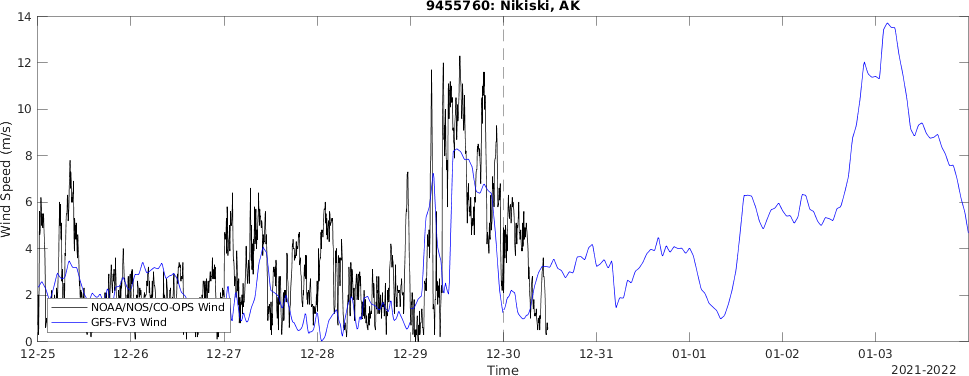 9455760: Nikiski, AK
Wind Speed (m/s)
14
12
10
8
6
4
2
0
NOAA/NOS/CO-OPS Wind
GFS-FV3 Wind
12-25 12-26 12-27 12-28 12-29 12-30 12-31 01-01 01-02 01-03
Time
2021-2022